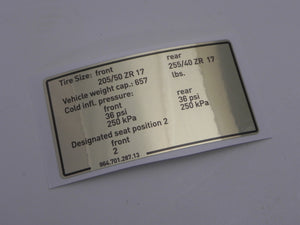 Tire Size: front rear
205/50 ZR 17 255/40 ZR 17
Vehicle weight cap.: 657 lbs.
Cold infl. pressure:
front rear
36 psi 36 psi
250 kPa 250 kPa
Designated seat position 2
front
2
964.701.267.13